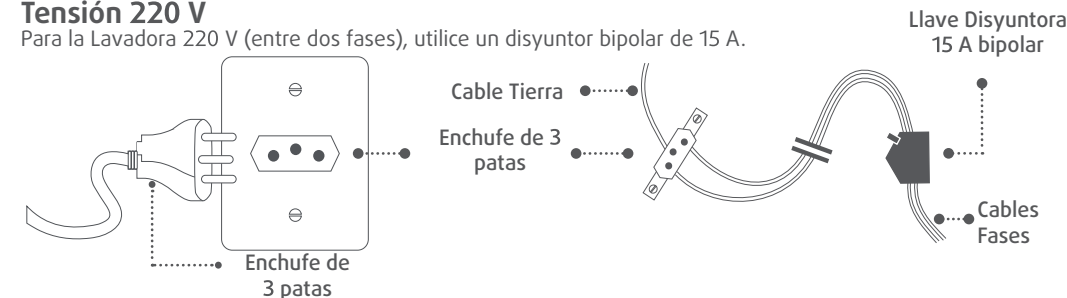 Tensión 220 V
Para la Lavadora 220 V (entre dos fases), utilice un disyuntor bipolar de 15 A.
Llave Disyuntora
15 A bipolar
Cable Tierra
Enchufe de 3
patas
Cables
Fases
Enchufe de
3 patas